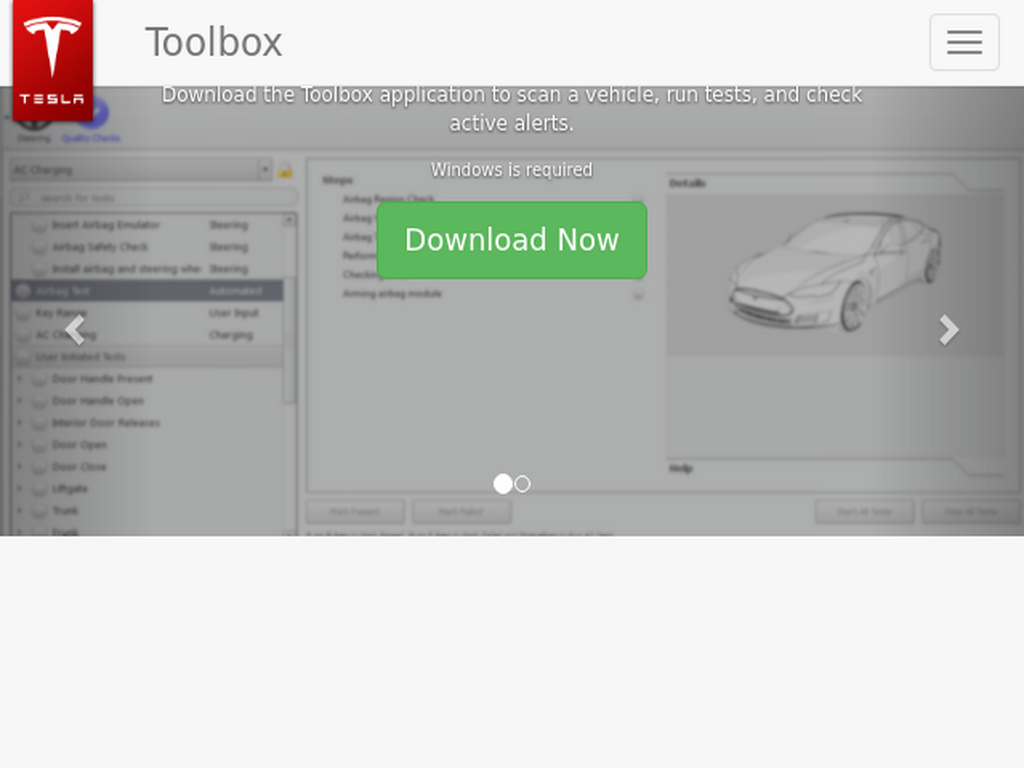 TESLA
Toolbox
Download the Toolbox application to scan a vehicle, run tests, and check
active alerts.
Windows is required
Download Now
Steering
Quality Checks
AC Charging
search for tests
Insert Airbag Emulator Steering
Airbag Safety Check Steering
Install airbag and steering whe Steering
Airbag Test Automated
Key Range User Input
AC Charging Charging
User Initiated Tests
Door Handle Present
Door Handle Open
Interior Door Releases
Door Open
Door Close
Liftgate
Trunk
Frunk
Steps
Airbag Region Check
Airbag
Airbag
Perform
Checking
Arming airbag module
Details
Help
Mark Passed
Mark Failed
Start All Tests
Stop All Tests